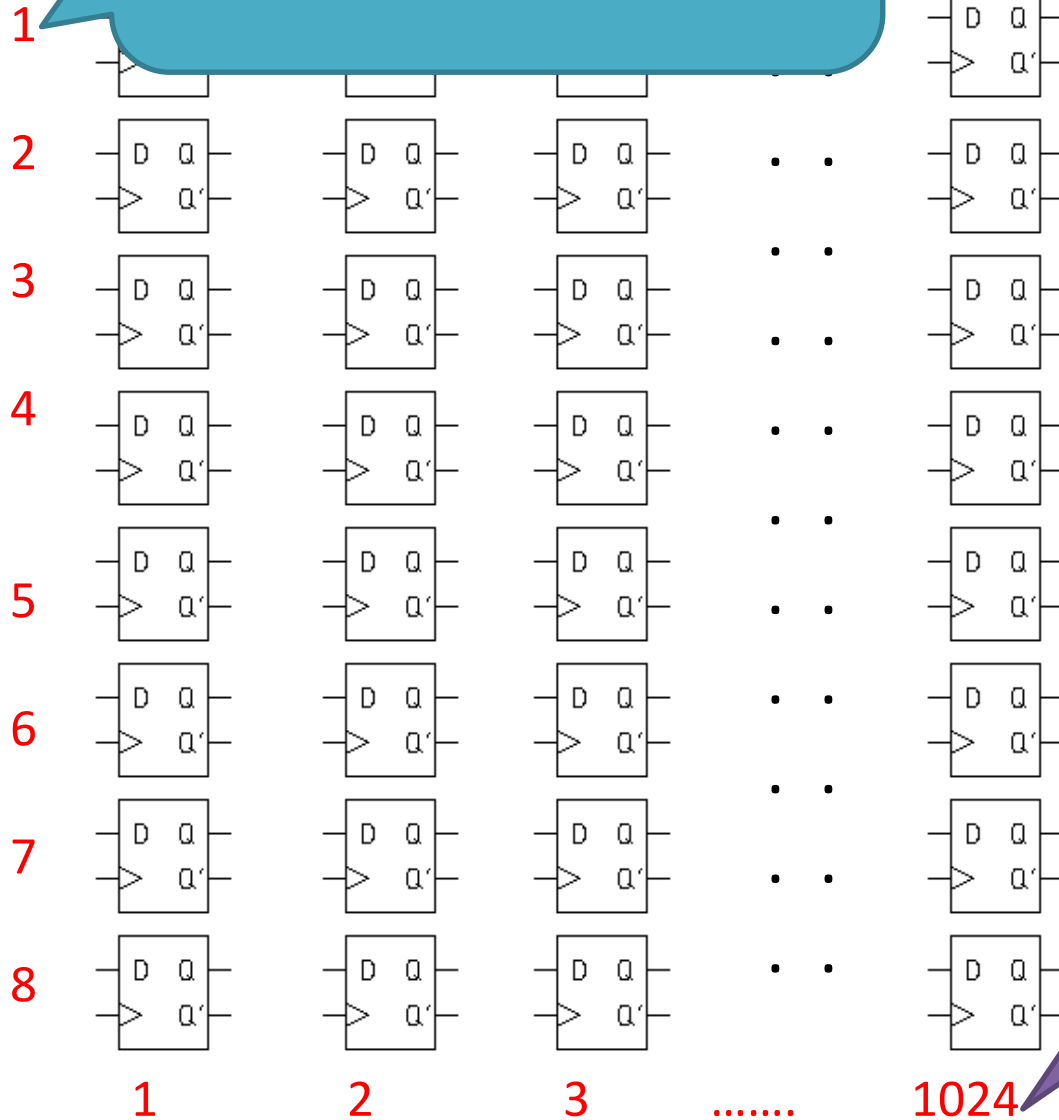 1 D Q
Q'
2 D Q D Q D Q . . D Q
Q' Q' Q' Q'
3 D Q D Q D Q . . D Q
Q' Q' Q' Q'
4 D Q D Q D Q . . D Q
Q' Q' Q' Q'
5 D Q D Q D Q . . D Q
Q' Q' Q' Q'
6 D Q D Q D Q . . D Q
Q' Q' Q' Q'
7 D Q D Q D Q . . D Q
Q' Q' Q' Q'
8 D Q D Q D Q . . D Q
Q' Q' Q' Q'
1 2 3 ....... 1024